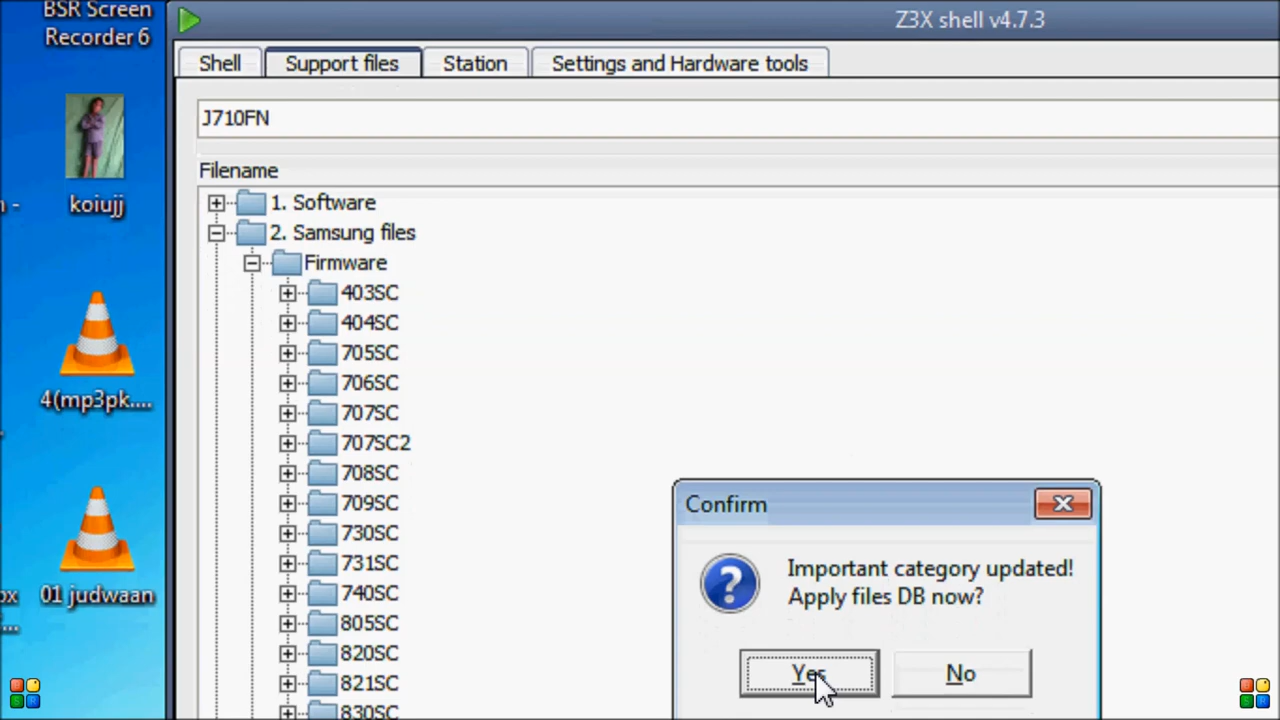 BSR Screen
Recorder 6
Z3X shell v4.7.3
Shell
Support files
Station
Settings and Hardware tools
J710FN
koiujj
Filename
1. Software
2. Samsung files
Firmware
403SC
404SC
705SC
706SC
4(mp3pk....
707SC
707SC2
708SC
709SC
730SC
731SC
740SC
01 judwaan
805SC
820SC
821SC
830SC
Confirm
Important category updated!
Apply files DB now?
Yes
No